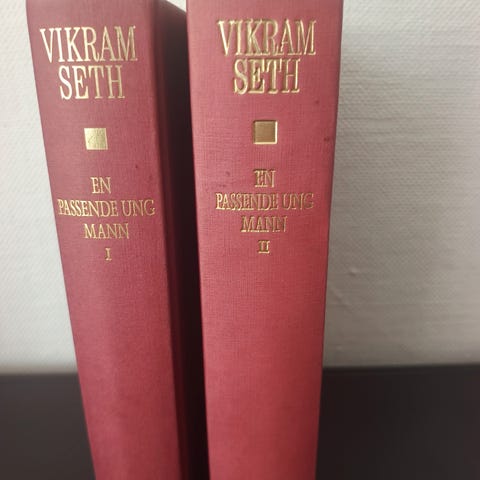 VIKRAM
SETH
EN
PASSENDE UNG
MANN
I
VIKRAM
SETH
EN
PASSENDE UNG
MANN
II